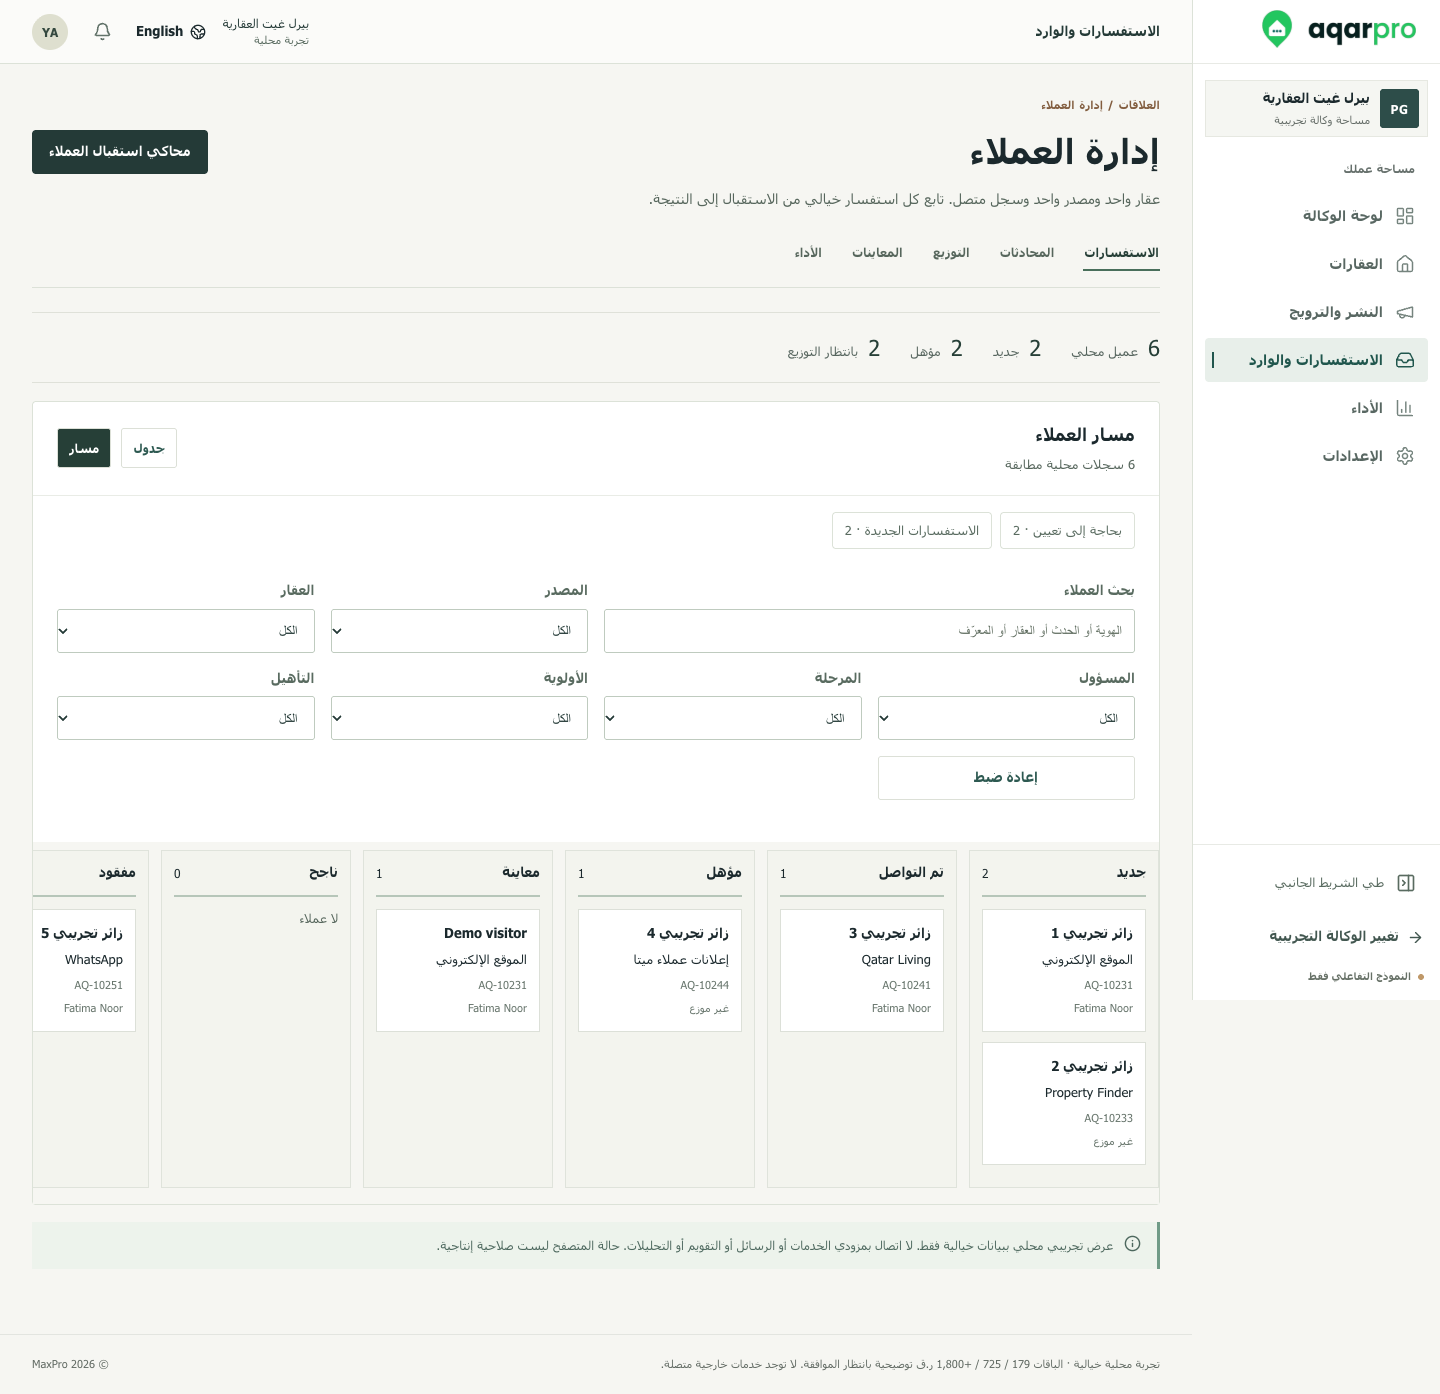 aqarpro
PG
بيرل غيت العقارية
مساحة وكالة تجريبية
مساحة عملك
لوحة الوكالة
العقارات
النشر والترويج
الاستفسارات والوارد
الأداء
الإعدادات
طي الشريط الجانبي
تغيير الوكالة التجريبية
النموذج التفاعلي فقط
الاستفسارات والوارد
بيرل غيت العقارية
تجربة محلية
English
YA
العلاقات / إدارة العملاء
إدارة العملاء
محاكي استقبال العملاء
عقار واحد ومصدر واحد وسجل متصل. تابع كل استفسار خيالي من الاستقبال إلى النتيجة.
الاستفسارات المحادثات التوزيع المعاينات الأداء
6 عميل محلي 2 جديد 2 مؤهل 2 بانتظار التوزيع
مسار العملاء
6 سجلات محلية مطابقة
جدول مسار
بحاجة إلى تعيين · 2 الاستفسارات الجديدة · 2
بحث العملاء المصدر العقار
الهوية أو الحدث أو العقار أو المعرّف الكل الكل
المسؤول المرحلة الأولوية التأهيل
الكل الكل الكل الكل
إعادة ضبط
جديد 2
زائر تجريبي 1
الموقع الإلكتروني
AQ-10231
Fatima Noor
زائر تجريبي 2
Property Finder
AQ-10233
غير موزع
تم التواصل 1
زائر تجريبي 3
Qatar Living
AQ-10241
Fatima Noor
مؤهل 1
زائر تجريبي 4
إعلانات عملاء ميتا
AQ-10244
غير موزع
معاينة 1
Demo visitor
الموقع الإلكتروني
AQ-10231
Fatima Noor
ناجح 0
لا عملاء
مفقود
زائر تجريبي 5
WhatsApp
AQ-10251
Fatima Noor
عرض تجريبي محلي ببيانات خيالية فقط. لا اتصال بمزودي الخدمات أو الرسائل أو التقويم أو التحليلات. حالة المتصفح ليست صلاحية إنتاجية.
تجربة محلية خيالية · الباقات 179 / 725 / +1,800 ر.ق توضيحية بانتظار الموافقة. لا توجد خدمات خارجية متصلة.
MaxPro 2026 ©